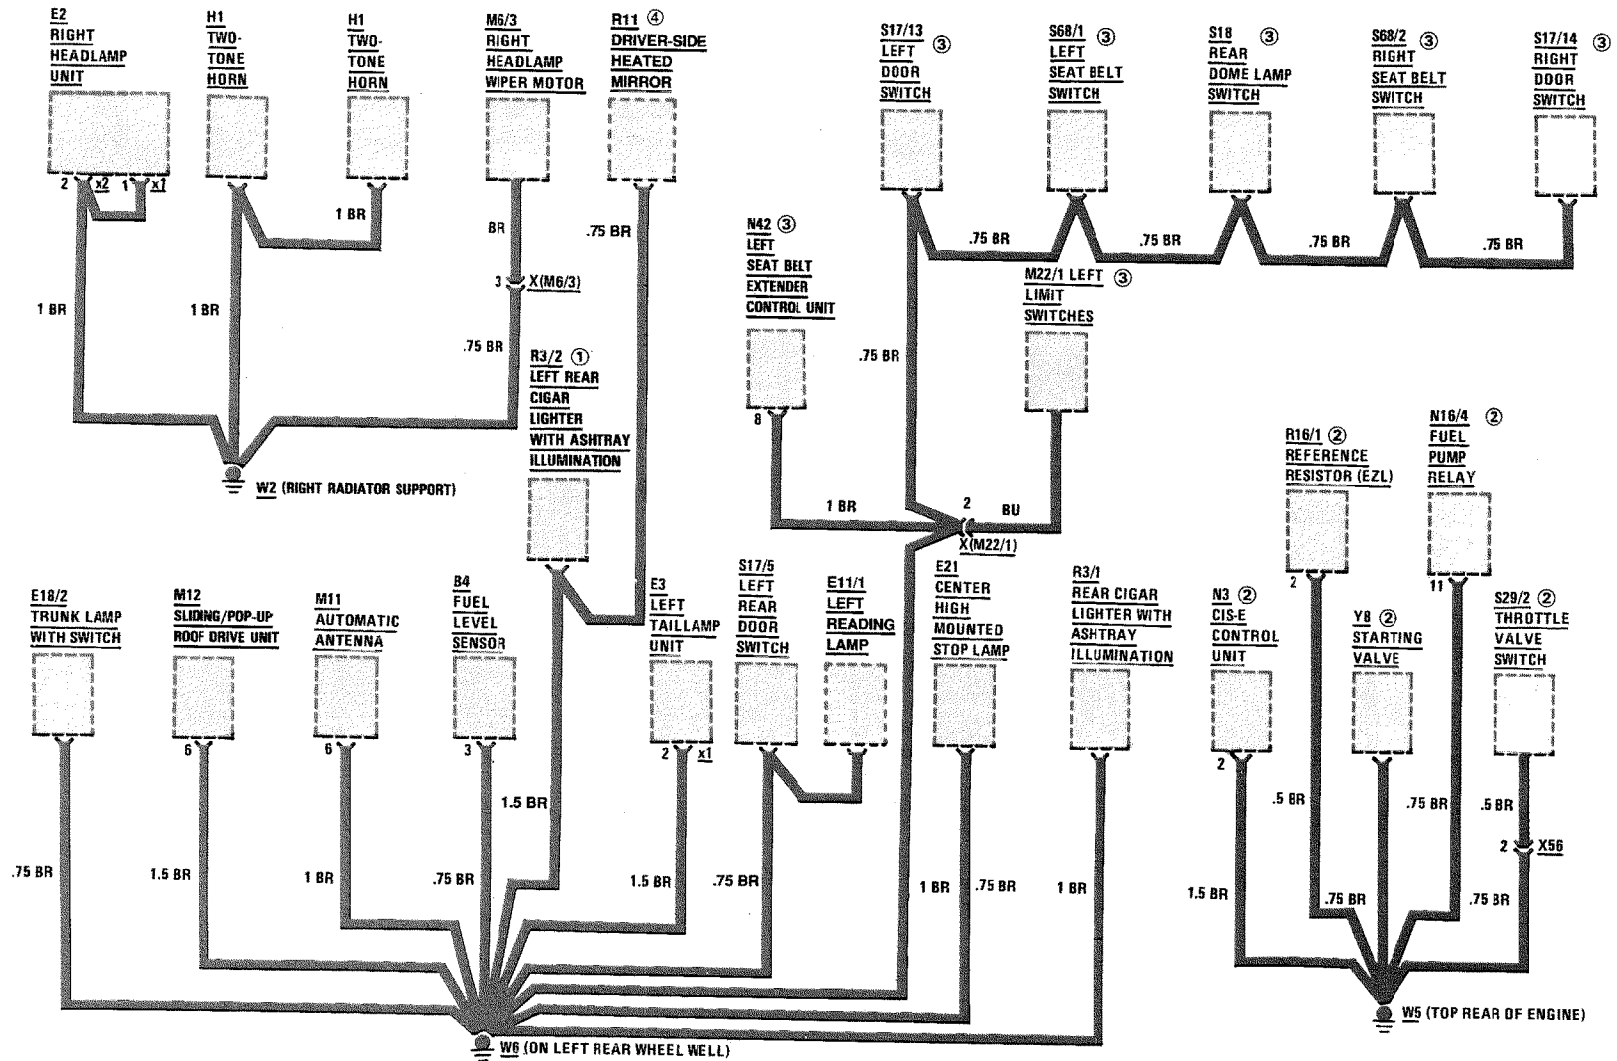 E2
RIGHT
HEADLAMP
UNIT
H1
TWO-
TONE
HORN
H1
TWO-
TONE
HORN
M6/3
RIGHT
HEADLAMP
WIPER MOTOR
R11 ④
DRIVER-SIDE
HEATED
MIRROR
S17/13 ③
LEFT
DOOR
SWITCH
S68/1 ③
LEFT
SEAT BELT
SWITCH
S18 ③
REAR
DOME LAMP
SWITCH
S68/2 ③
RIGHT
SEAT BELT
SWITCH
S17/14 ③
RIGHT
DOOR
SWITCH
2 x2 1 x1
1 BR
BR
.75 BR
.75 BR
.75 BR
.75 BR
.75 BR
N42 ③
LEFT
SEAT BELT
EXTENDER
CONTROL UNIT
M22/1 LEFT ③
LIMIT
SWITCHES
3 X(M6/3)
1 BR
1 BR
.75 BR
.75 BR
R3/2 ①
LEFT REAR
CIGAR
LIGHTER
WITH ASHTRAY
ILLUMINATION
8
W2 (RIGHT RADIATOR SUPPORT)
1 BR
2
BU
X(M22/1)
R16/1 ②
REFERENCE
RESISTOR (EZL)
N16/4 ②
FUEL
PUMP
RELAY
2
11
E18/2
TRUNK LAMP
WITH SWITCH
M12
SLIDING/POP-UP
ROOF DRIVE UNIT
M11
AUTOMATIC
ANTENNA
B4
FUEL
LEVEL
SENSOR
E3
LEFT
TAILLAMP
UNIT
S17/5
LEFT
REAR
DOOR
SWITCH
E11/1
LEFT
READING
LAMP
E21
CENTER
HIGH
MOUNTED
STOP LAMP
R3/1
REAR CIGAR
LIGHTER WITH
ASHTRAY
ILLUMINATION
N3 ②
CIS-E
CONTROL
UNIT
Y8 ②
STARTING
VALVE
S29/2 ②
THROTTLE
VALVE
SWITCH
6
6
3
2 x1
2
1.5 BR
.5 BR
.75 BR
.5 BR
2 X56
.75 BR
1.5 BR
1 BR
.75 BR
1.5 BR
.75 BR
1 BR
.75 BR
1 BR
1.5 BR
.75 BR
.75 BR
W5 (TOP REAR OF ENGINE)
W6 (ON LEFT REAR WHEEL WELL)